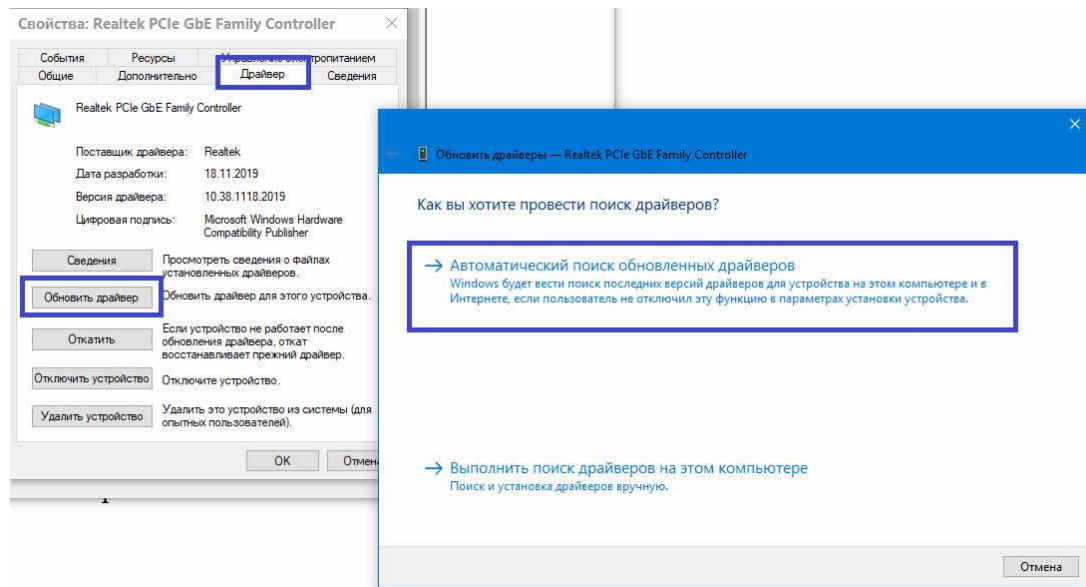 Свойства: Realtek PCIe GbE Family Controller
События Ресурсы Управление электропитанием
Общие Дополнительно Драйвер Сведения
Realtek PCIe GbE Family Controller
Поставщик драйвера: Realtek
Дата разработки: 18.11.2019
Версия драйвера: 10.38.1118.2019
Цифровая подпись: Microsoft Windows Hardware
Compatibility Publisher
Сведения
Просмотреть сведения о файлах
установленных драйверов.
Обновить драйвер
Обновить драйвер для этого устройства.
Откатить
Если устройство не работает после
обновления драйвера, откат
восстанавливает прежний драйвер.
Отключить устройство
Отключите устройство.
Удалить устройство
Удалить это устройство из системы (для
опытных пользователей).
OK
Отмен
Обновить драйверы — Realtek PCIe GbE Family Controller
Как вы хотите провести поиск драйверов?
→ Автоматический поиск обновленных драйверов
Windows будет вести поиск последних версий драйверов для устройства на этом компьютере и в
Интернете, если пользователь не отключил эту функцию в параметрах установки устройства.
→ Выполнить поиск драйверов на этом компьютере
Поиск и установка драйверов вручную.
Отмена